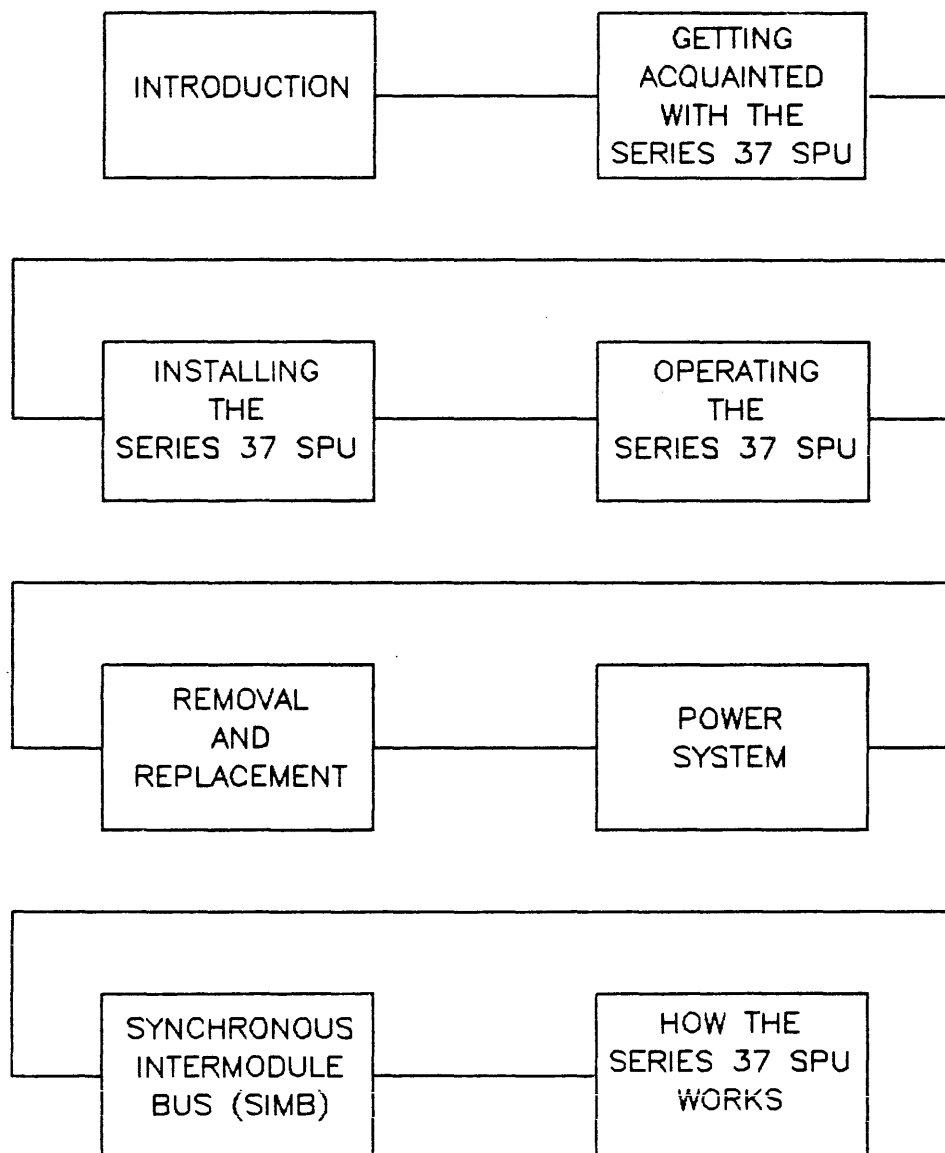 INTRODUCTION
GETTING
ACQUAINTED
WITH THE
SERIES 37 SPU
INSTALLING
THE
SERIES 37 SPU
OPERATING
THE
SERIES 37 SPU
REMOVAL
AND
REPLACEMENT
POWER
SYSTEM
SYNCHRONOUS
INTERMODULE
BUS (SIMB)
HOW THE
SERIES 37 SPU
WORKS